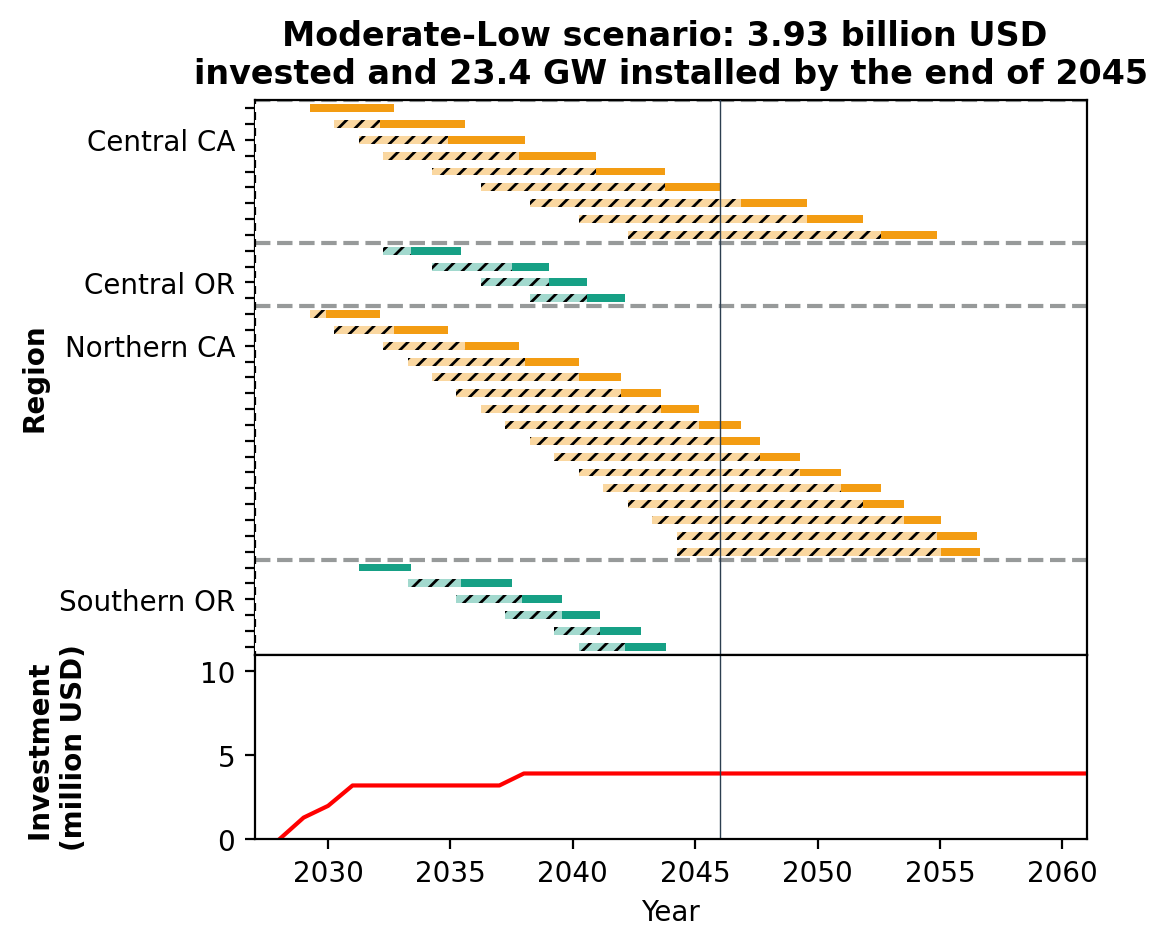 Moderate-Low scenario: 3.93 billion USD
invested and 23.4 GW installed by the end of 2045
Central CA
Central OR
Northern CA
Southern OR
Region
10
5
0
Investment
(million USD)
2030 2035 2040 2045 2050 2055 2060
Year